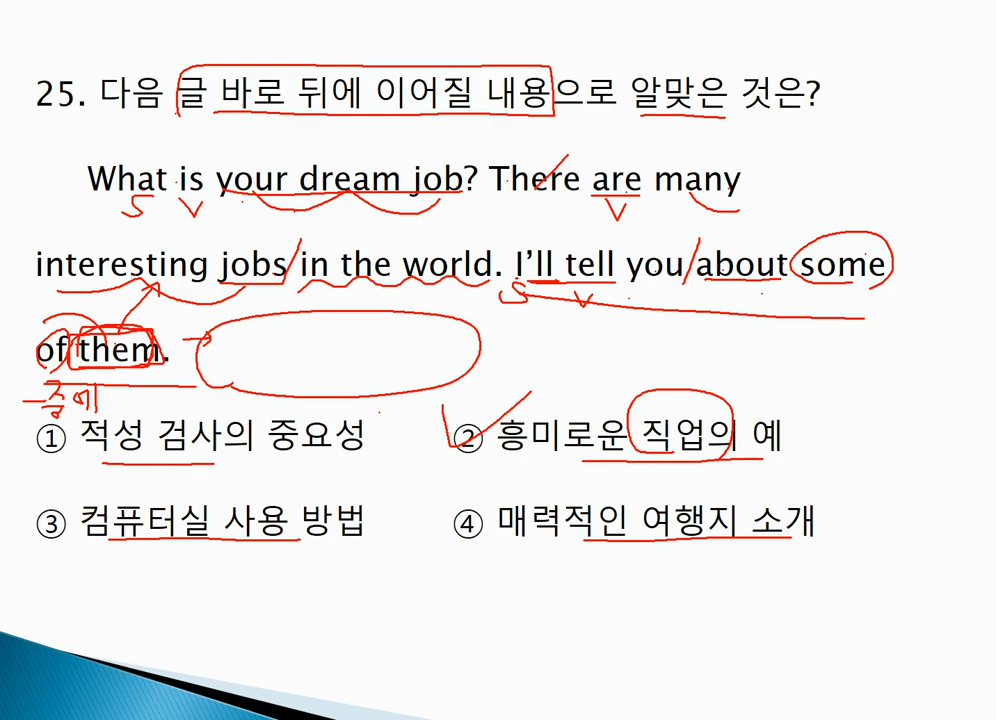 25. 다음 글 바로 뒤에 이어질 내용으로 알맞은 것은?
What is your dream job? There are many
S V V
interesting jobs in the world. I'll tell you about some
S V
of them.
~중에
① 적성 검사의 중요성 ② 흥미로운 직업의 예
③ 컴퓨터실 사용 방법 ④ 매력적인 여행지 소개